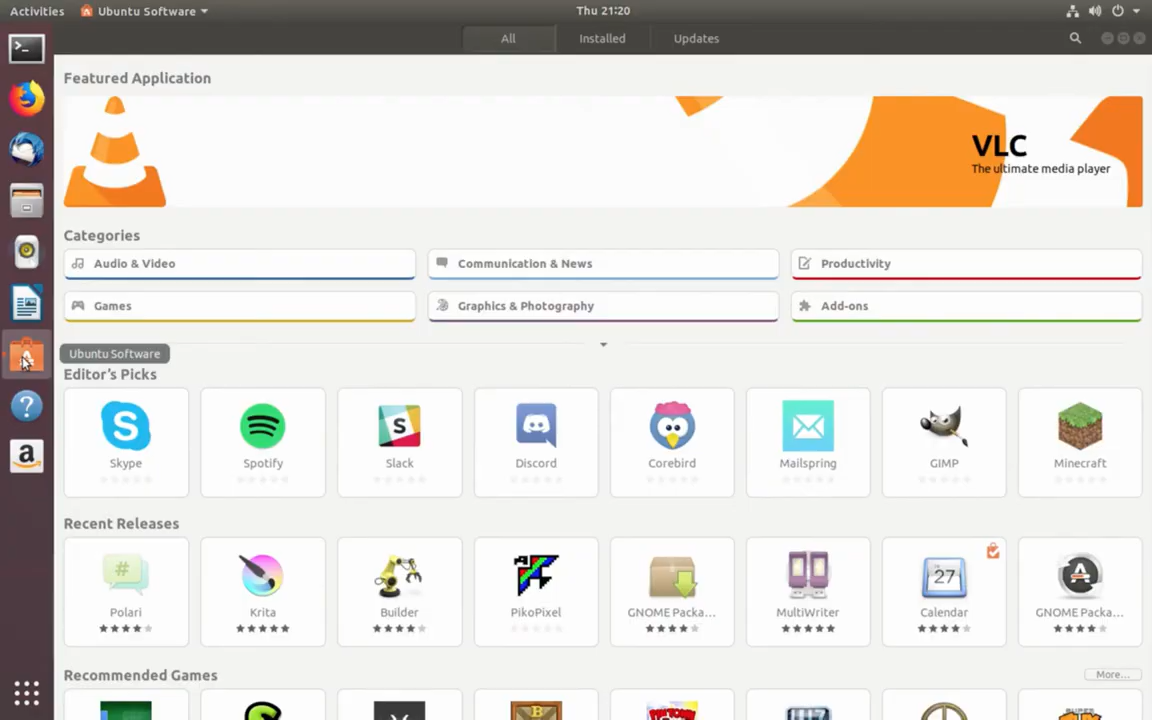 Activities Ubuntu Software Thu 21:20
All Installed Updates
Featured Application
VLC
The ultimate media player
Categories
Audio & Video Communication & News Productivity
Games Graphics & Photography Add-ons
Ubuntu Software
Editor's Picks
Skype Spotify Slack Discord Corebird Mailspring GIMP Minecraft
Recent Releases
27
Polari Krita Builder PikoPixel GNOME Packa... MultiWriter Calendar GNOME Packa...
Recommended Games More...